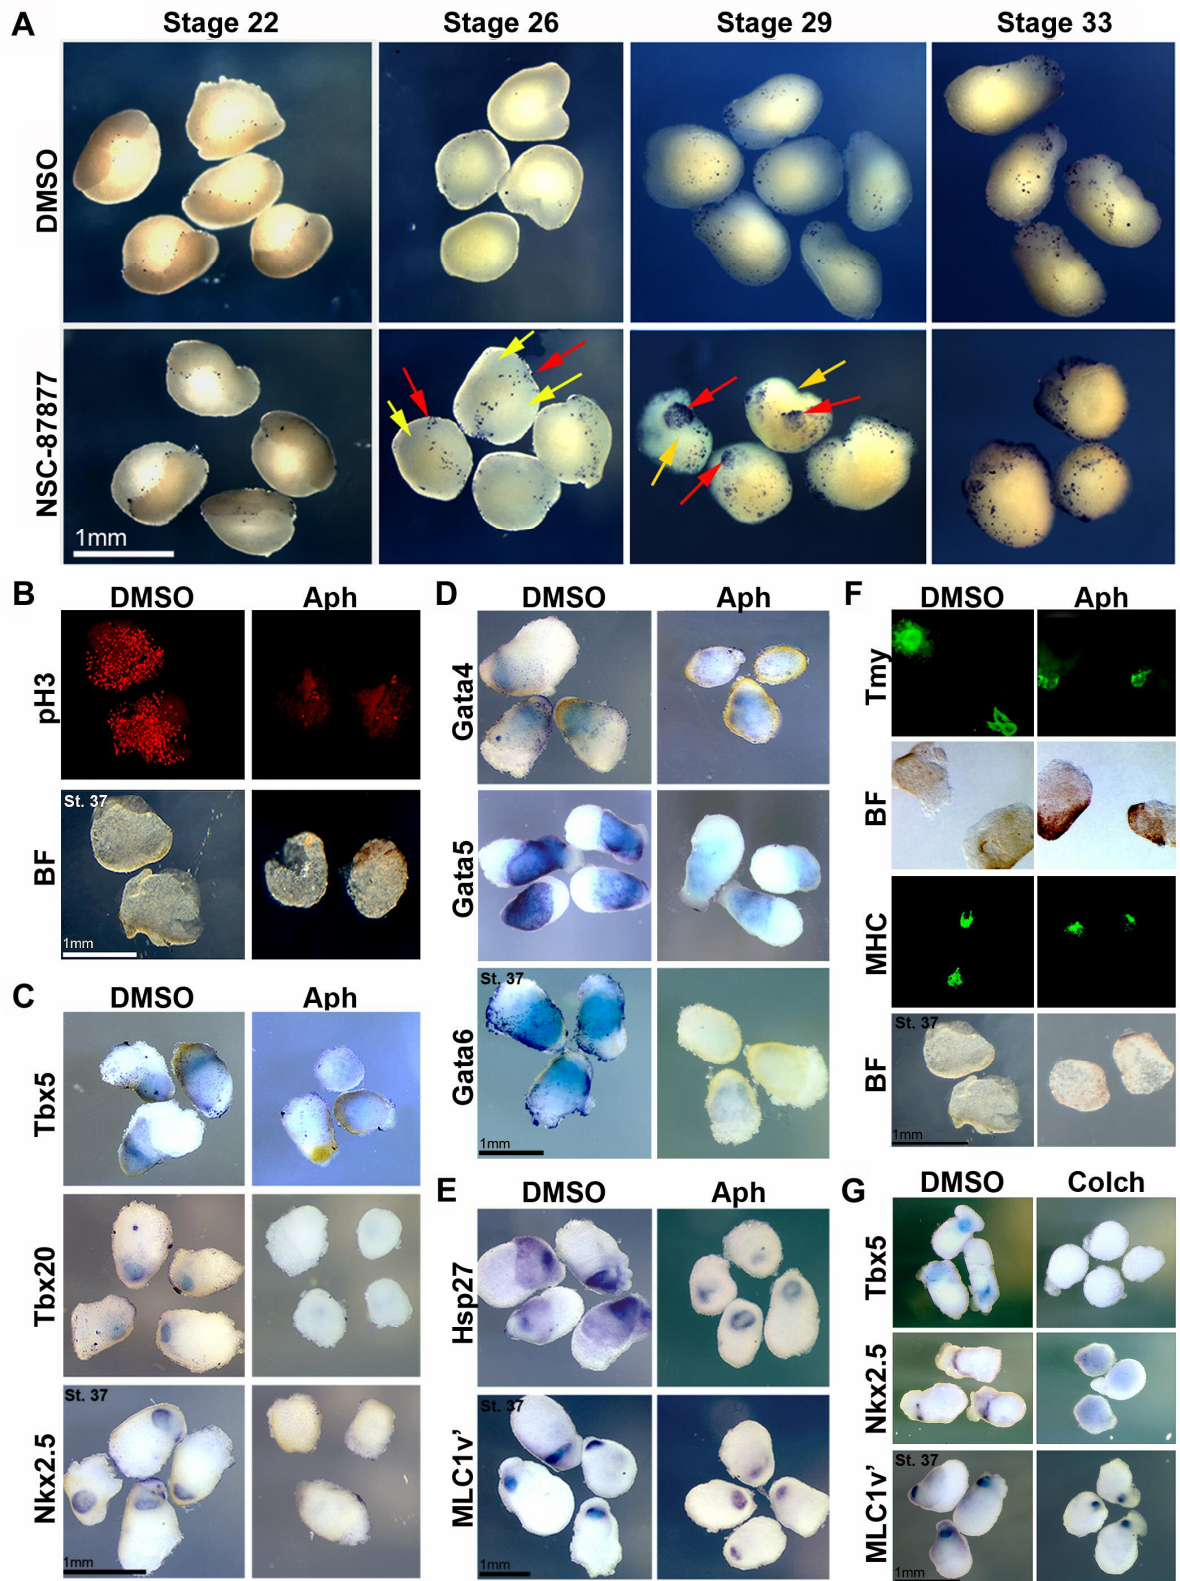 A
Stage 22
Stage 26
Stage 29
Stage 33
DMSO
NSC-87877
1mm
B
DMSO
Aph
pH3
BF
St. 37
1mm
C
DMSO
Aph
Tbx5
Tbx20
Nkx2.5
St. 37
1mm
D
DMSO
Aph
Gata4
Gata5
Gata6
St. 37
1mm
E
DMSO
Aph
Hsp27
MLC1v'
St. 37
1mm
F
DMSO
Aph
Tmy
BF
MHC
BF
St. 37
1mm
G
DMSO
Colch
Tbx5
Nkx2.5
MLC1v'
St. 37
1mm